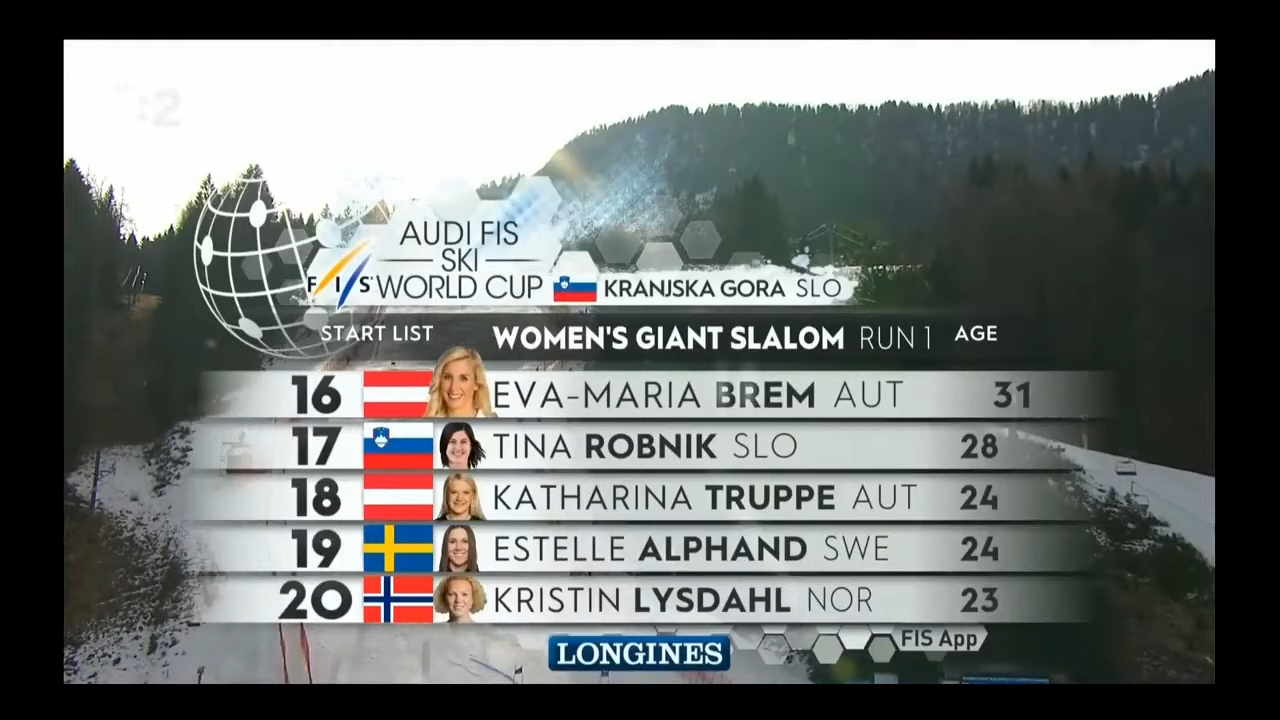 :2
AUDI FIS
SKI
WORLD CUP
FIS
KRANJSKA GORA SLO
START LIST WOMEN'S GIANT SLALOM RUN 1 AGE
16 EVA-MARIA BREM AUT 31
17 TINA ROBNIK SLO 28
18 KATHARINA TRUPPE AUT 24
19 ESTELLE ALPHAND SWE 24
20 KRISTIN LYSDAHL NOR 23
FIS App
LONGINES